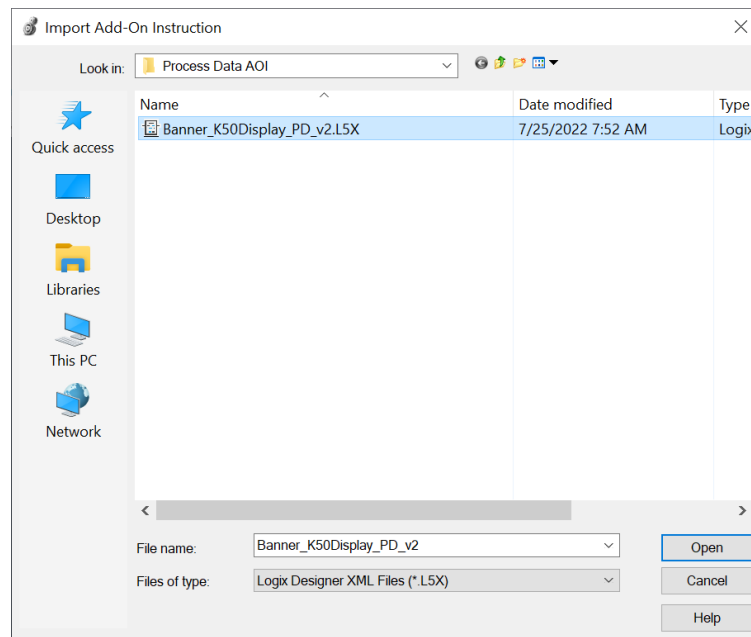 Import Add-On Instruction
Look in: Process Data AOI
Name Date modified Type
Banner_K50Display_PD_v2.L5X 7/25/2022 7:52 AM Logix
Quick access
Desktop
Libraries
This PC
Network
File name: Banner_K50Display_PD_v2 Open
Files of type: Logix Designer XML Files (*.L5X) Cancel
Help